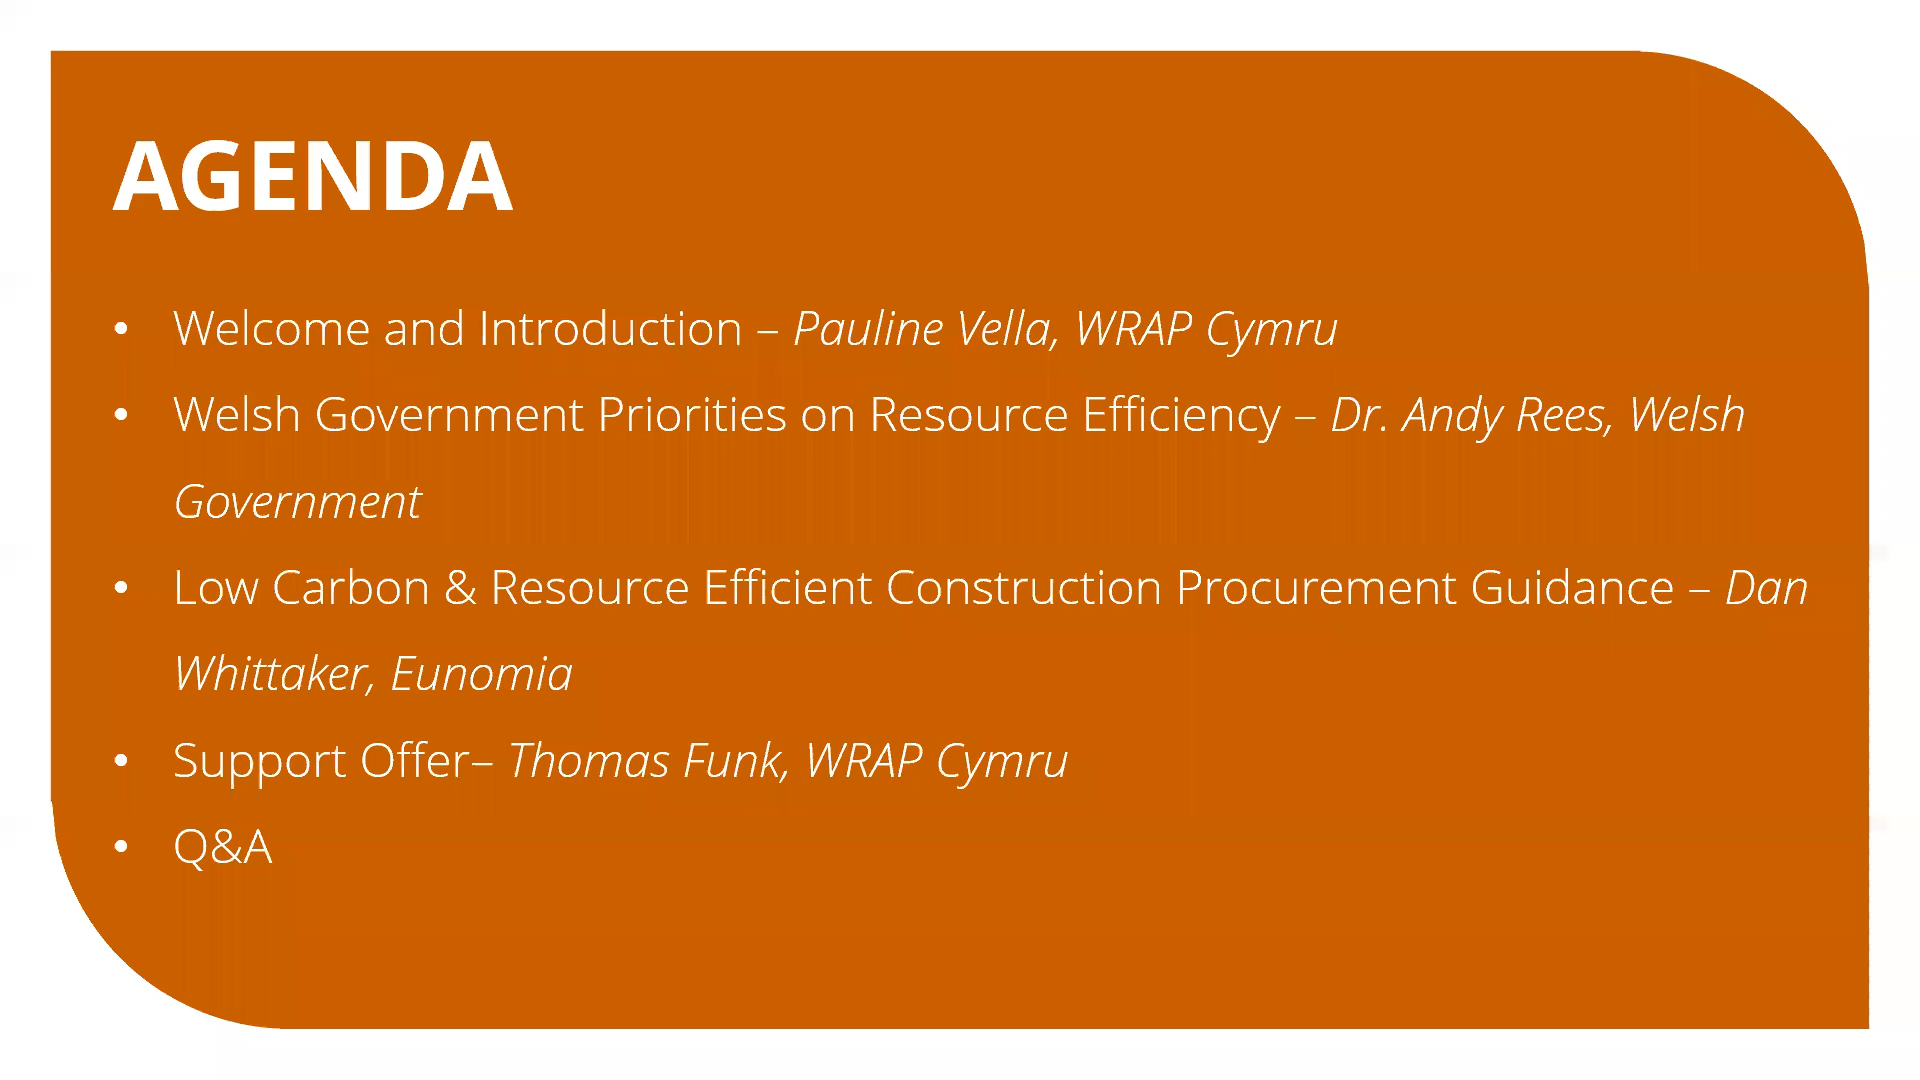 AGENDA
• Welcome and Introduction – Pauline Vella, WRAP Cymru
• Welsh Government Priorities on Resource Efficiency – Dr. Andy Rees, Welsh
Government
• Low Carbon & Resource Efficient Construction Procurement Guidance – Dan
Whittaker, Eunomia
• Support Offer– Thomas Funk, WRAP Cymru
• Q&A